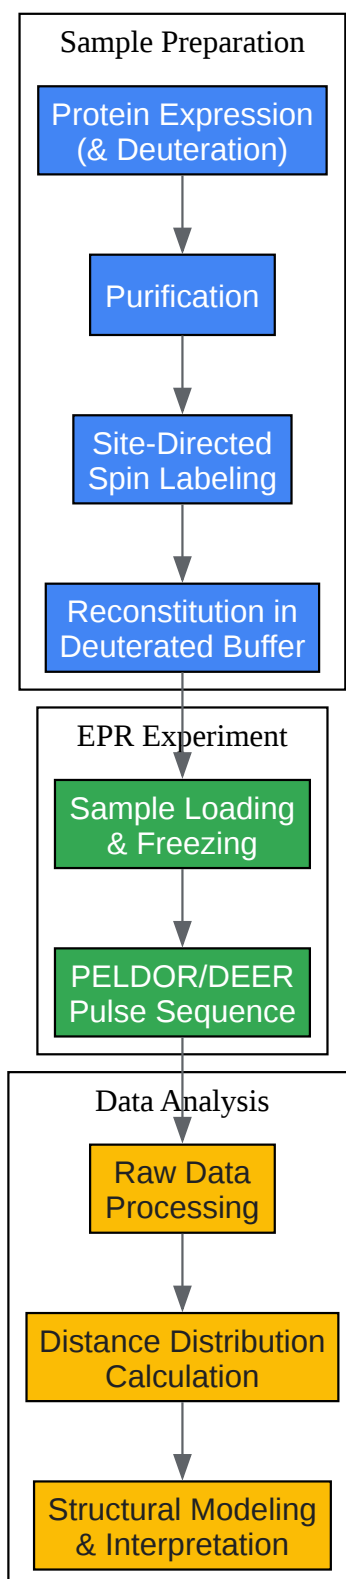 Sample Preparation
Protein Expression
(& Deuteration)
Purification
Site-Directed
Spin Labeling
Reconstitution in
Deuterated Buffer
EPR Experiment
Sample Loading
& Freezing
PELDOR/DEER
Pulse Sequence
Data Analysis
Raw Data
Processing
Distance Distribution
Calculation
Structural Modeling
& Interpretation